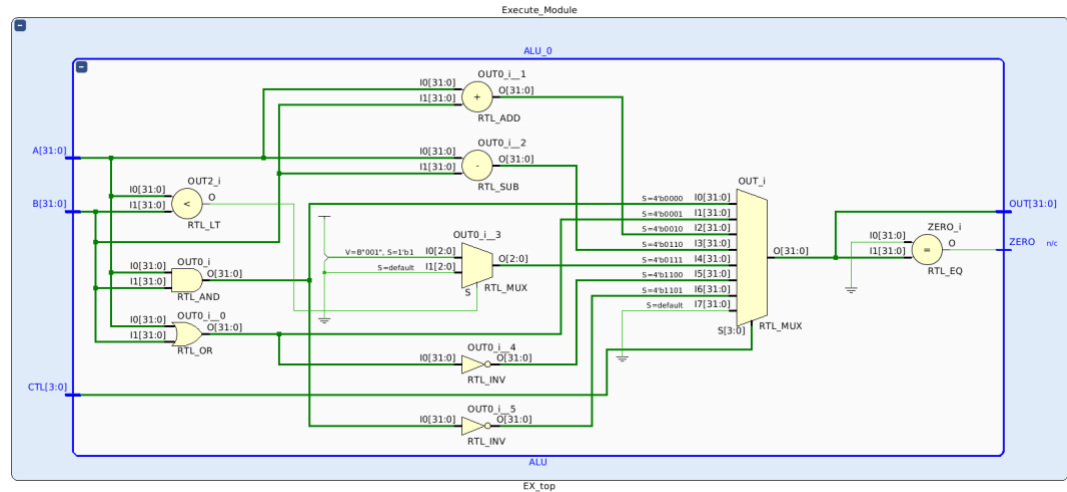 Execute_Module
ALU_0
OUT0_i__1
I0[31:0]
I1[31:0]
+
O[31:0]
RTL_ADD
OUT0_i__2
A[31:0]
I0[31:0]
I1[31:0]
-
O[31:0]
RTL_SUB
OUT2_i
I0[31:0]
I1[31:0]
<
O
RTL_LT
B[31:0]
OUT_i
S=4'b0000
I0[31:0]
S=4'b0001
I1[31:0]
S=4'b0010
I2[31:0]
S=4'b0110
I3[31:0]
S=4'b0111
I4[31:0]
S=4'b1100
I5[31:0]
S=4'b1101
I6[31:0]
S=default
I7[31:0]
S[3:0]
O[31:0]
RTL_MUX
OUT[31:0]
ZERO_i
I0[31:0]
I1[31:0]
=
O
RTL_EQ
ZERO
n/c
OUT0_i__3
V=B"001", S=1'b1
I0[2:0]
S=default
I1[2:0]
S
O[2:0]
RTL_MUX
OUT0_i
I0[31:0]
I1[31:0]
O[31:0]
RTL_AND
OUT0_i__0
I0[31:0]
I1[31:0]
O[31:0]
RTL_OR
OUT0_i__4
I0[31:0]
O[31:0]
RTL_INV
CTL[3:0]
OUT0_i__5
I0[31:0]
O[31:0]
RTL_INV
ALU
EX_top